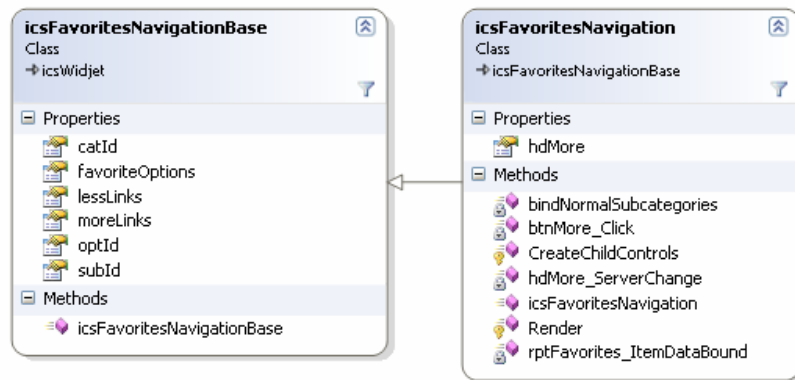 icsFavoritesNavigationBase
Class
icsWidjet
Properties
catId
favoriteOptions
lessLinks
moreLinks
optId
subId
Methods
icsFavoritesNavigationBase
icsFavoritesNavigation
Class
icsFavoritesNavigationBase
Properties
hdMore
Methods
bindNormalSubcategories
btnMore_Click
CreateChildControls
hdMore_ServerChange
icsFavoritesNavigation
Render
rptFavorites_ItemDataBound